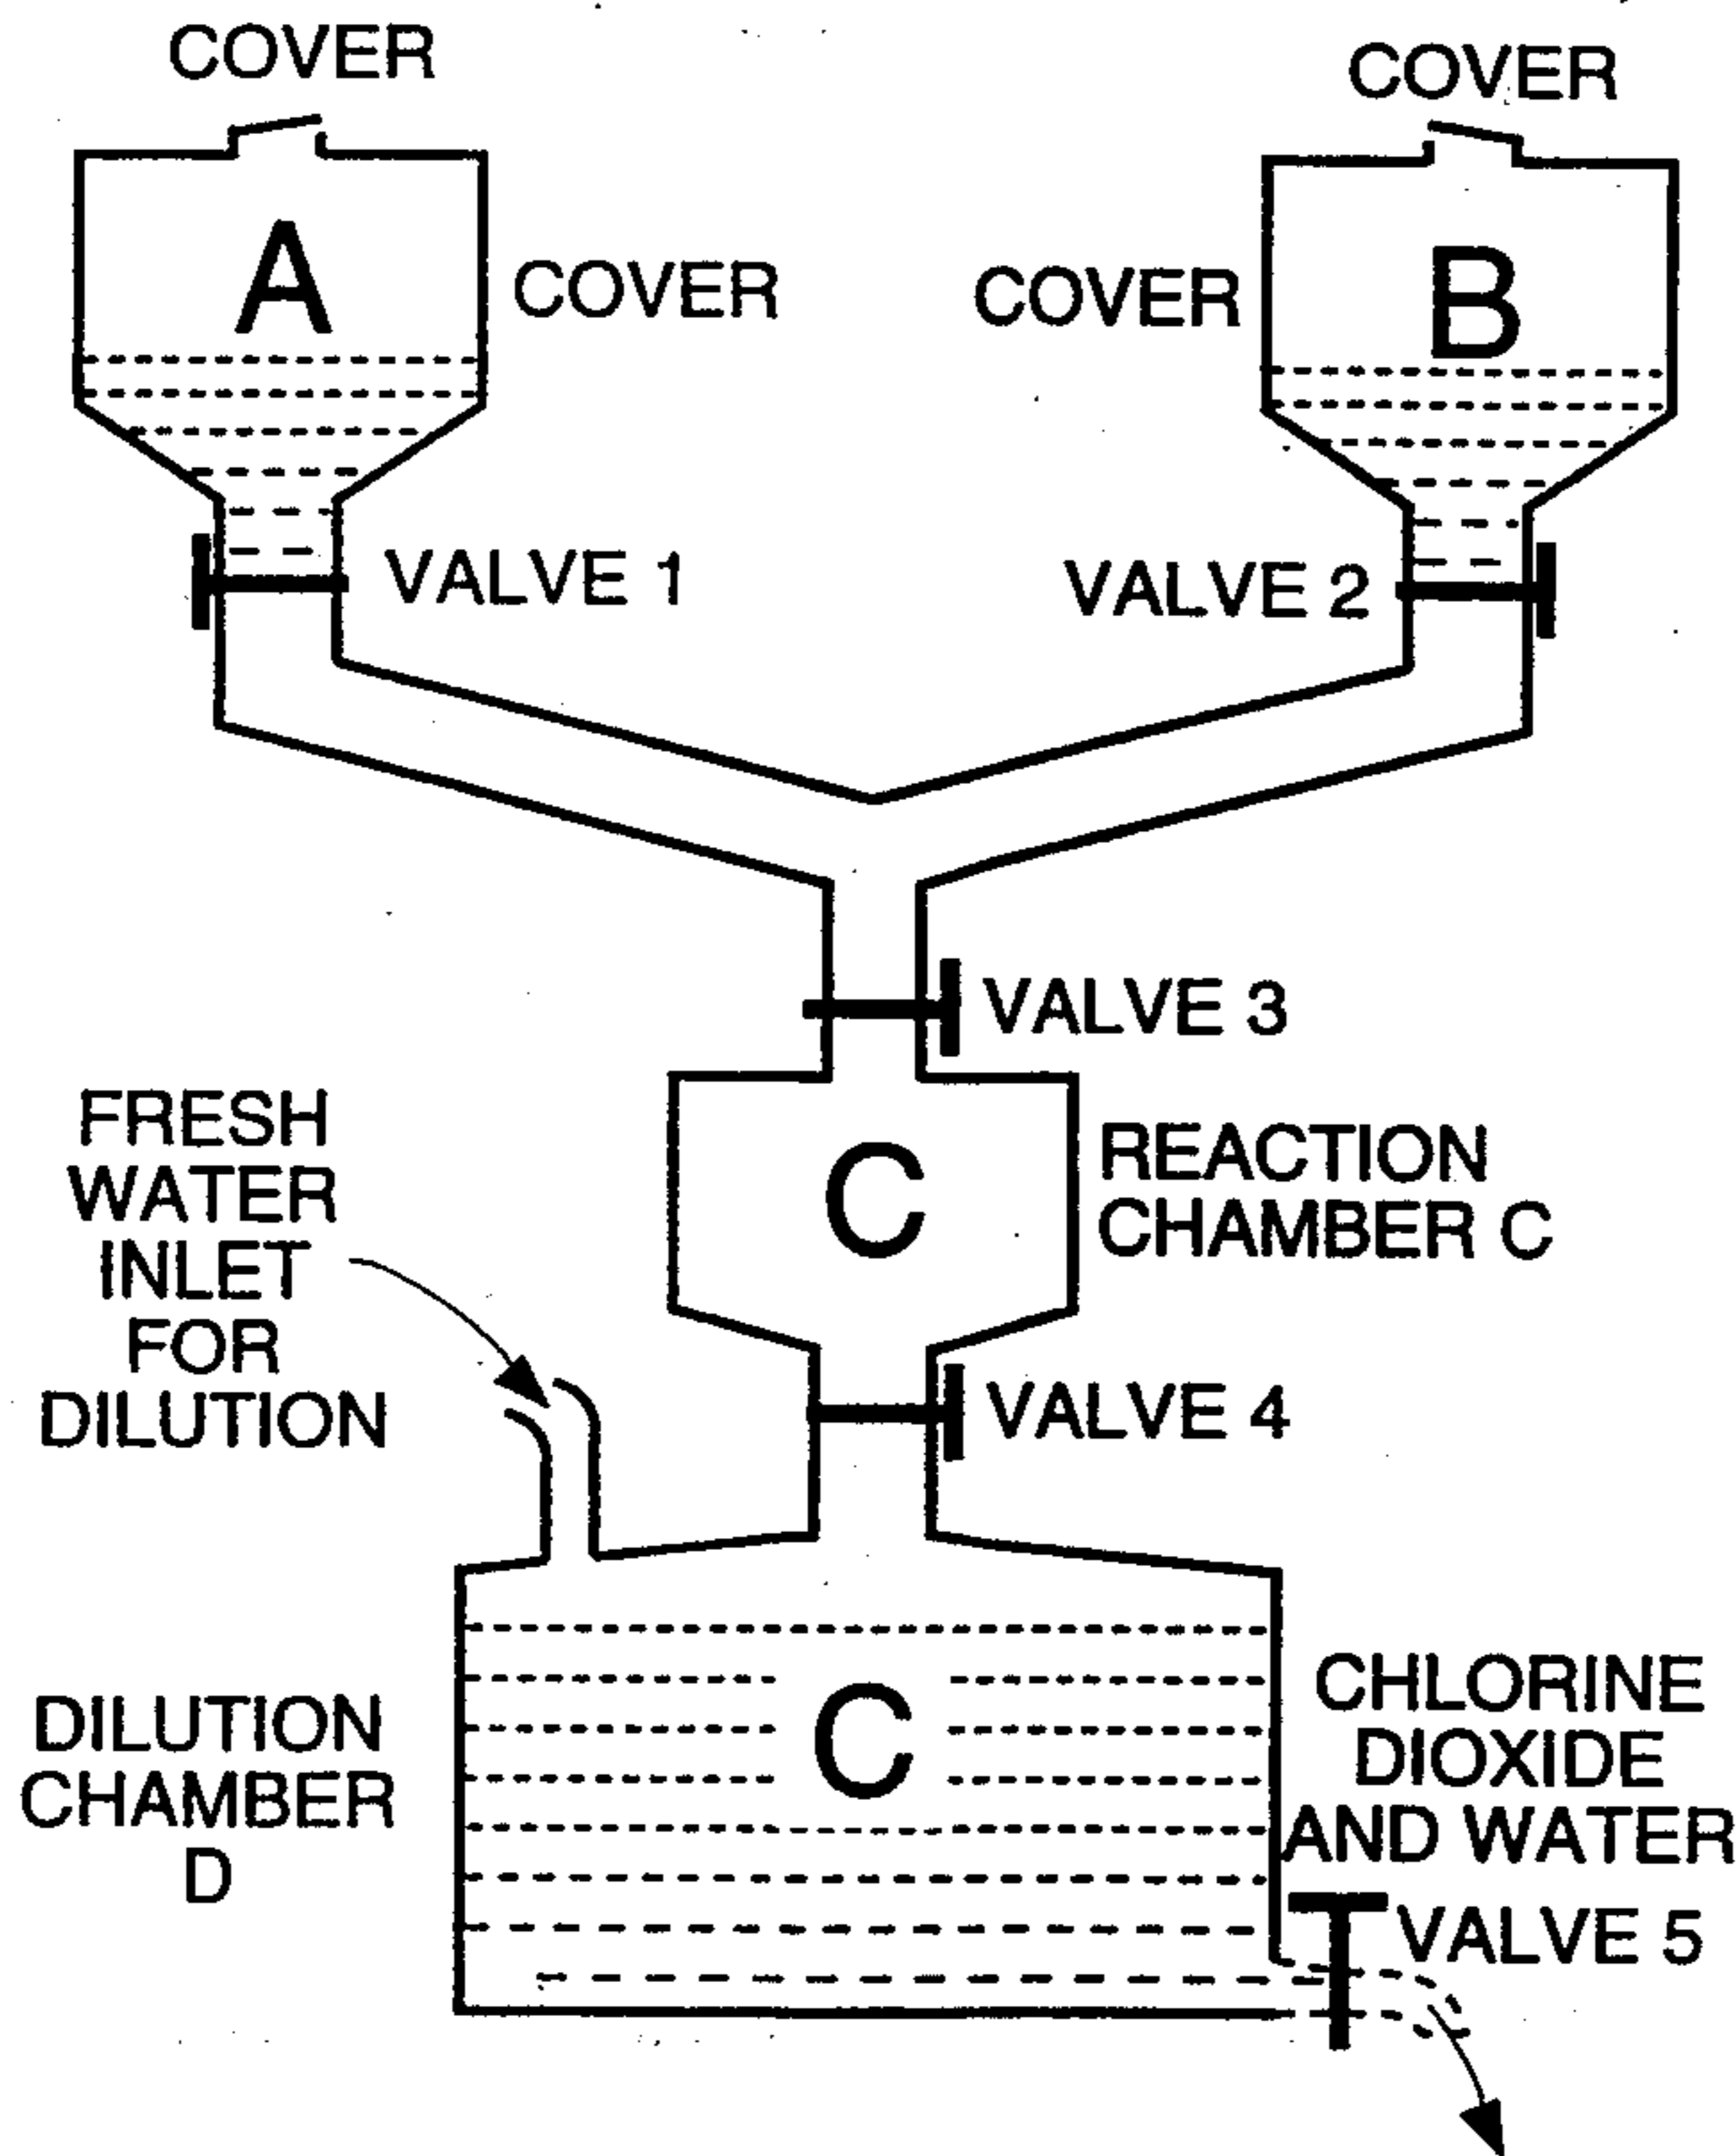 COVER
COVER
A
COVER
COVER
B
VALVE 1
VALVE 2
VALVE 3
FRESH
WATER
INLET
FOR
DILUTION
C
REACTION
CHAMBER C
VALVE 4
DILUTION
CHAMBER
D
C
CHLORINE
DIOXIDE
AND WATER
VALVE 5